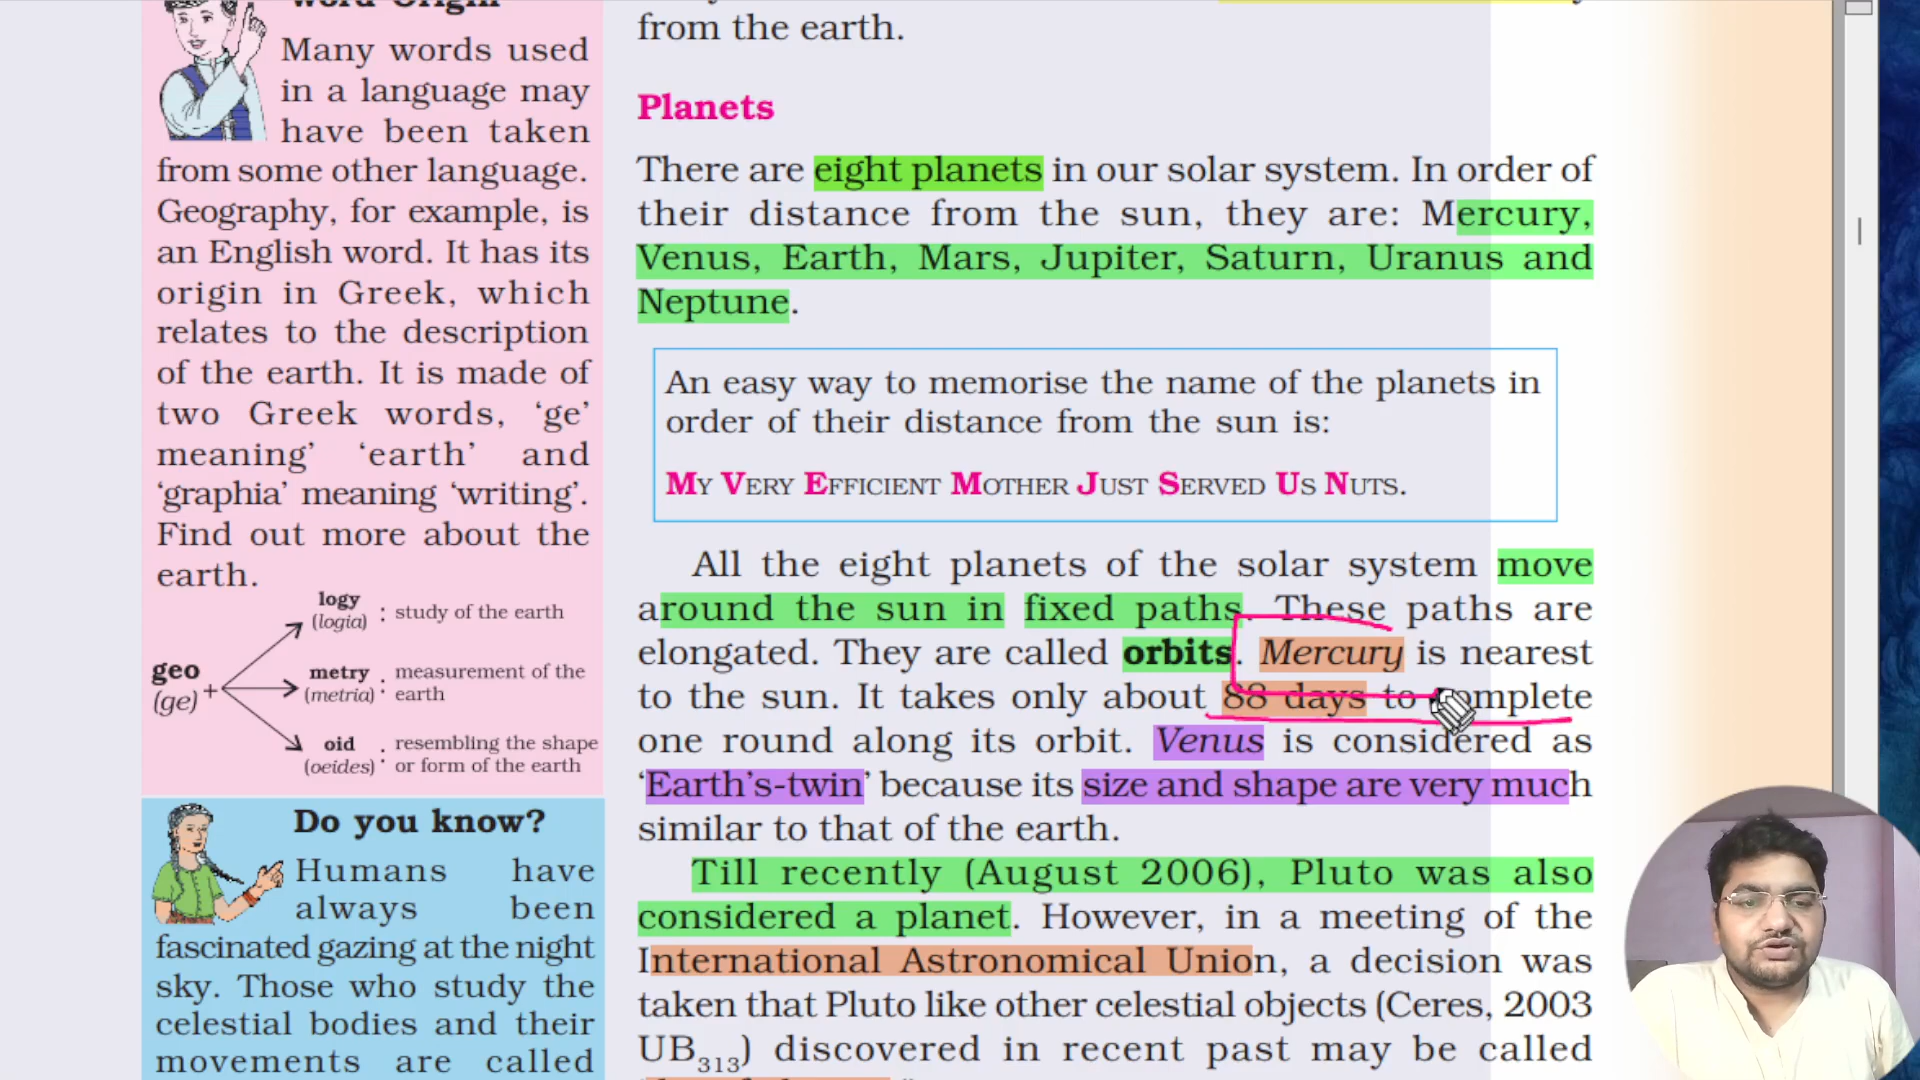 Word Origin
Many words used
in a language may
have been taken
from some other language.
Geography, for example, is
an English word. It has its
origin in Greek, which
relates to the description
of the earth. It is made of
two Greek words, ‘ge’
meaning’ ‘earth’ and
‘graphia’ meaning ‘writing’.
Find out more about the
earth.
geo
(ge) +
logy
(logia) : study of the earth
metry
(metria) : measurement of the
earth
oid
(oeides) : resembling the shape
or form of the earth
Do you know?
Humans have
always been
fascinated gazing at the night
sky. Those who study the
celestial bodies and their
movements are called
from the earth.
Planets
There are eight planets in our solar system. In order of
their distance from the sun, they are: Mercury,
Venus, Earth, Mars, Jupiter, Saturn, Uranus and
Neptune.
An easy way to memorise the name of the planets in
order of their distance from the sun is:
MY VERY EFFICIENT MOTHER JUST SERVED US NUTS.
All the eight planets of the solar system move
around the sun in fixed paths. These paths are
elongated. They are called orbits. Mercury is nearest
to the sun. It takes only about 88 days to complete
one round along its orbit. Venus is considered as
‘Earth’s-twin’ because its size and shape are very much
similar to that of the earth.
Till recently (August 2006), Pluto was also
considered a planet. However, in a meeting of the
International Astronomical Union, a decision was
taken that Pluto like other celestial objects (Ceres, 2003
UB313) discovered in recent past may be called